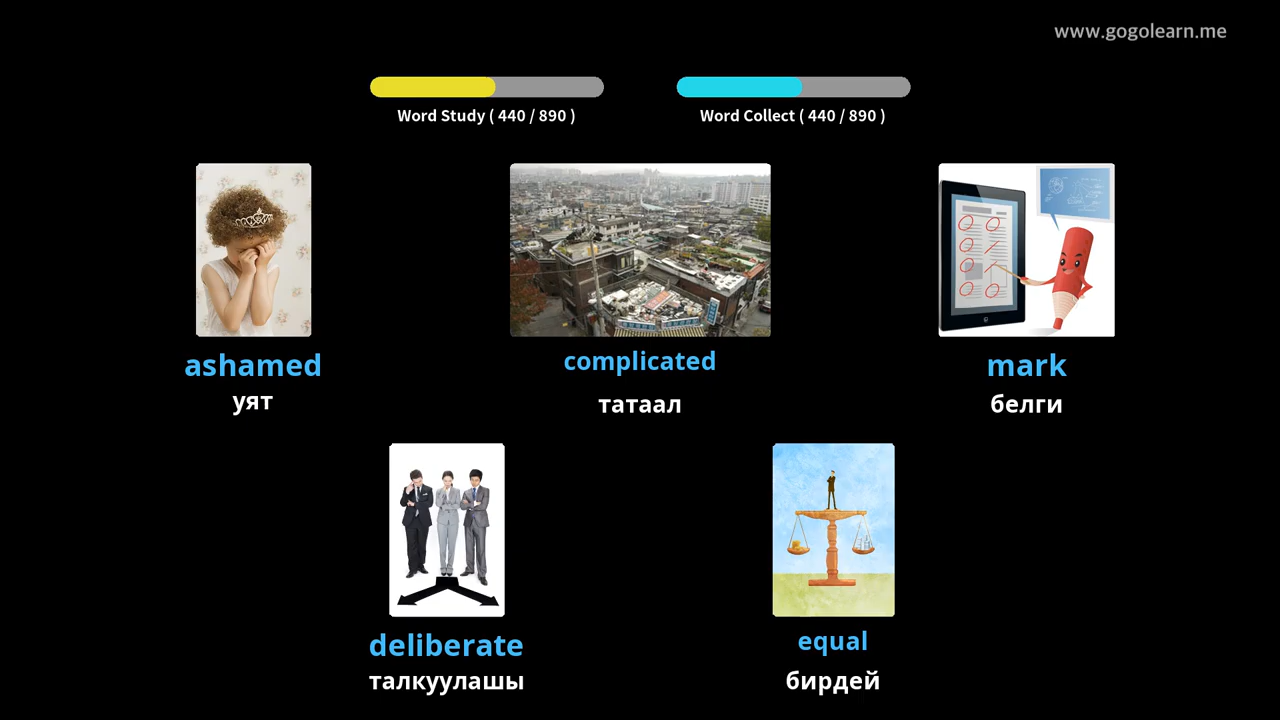 www.gogolearn.me
Word Study ( 440 / 890 )
Word Collect ( 440 / 890 )
ashamed
уят
complicated
татаал
mark
белги
deliberate
талкуулашы
equal
бирдей